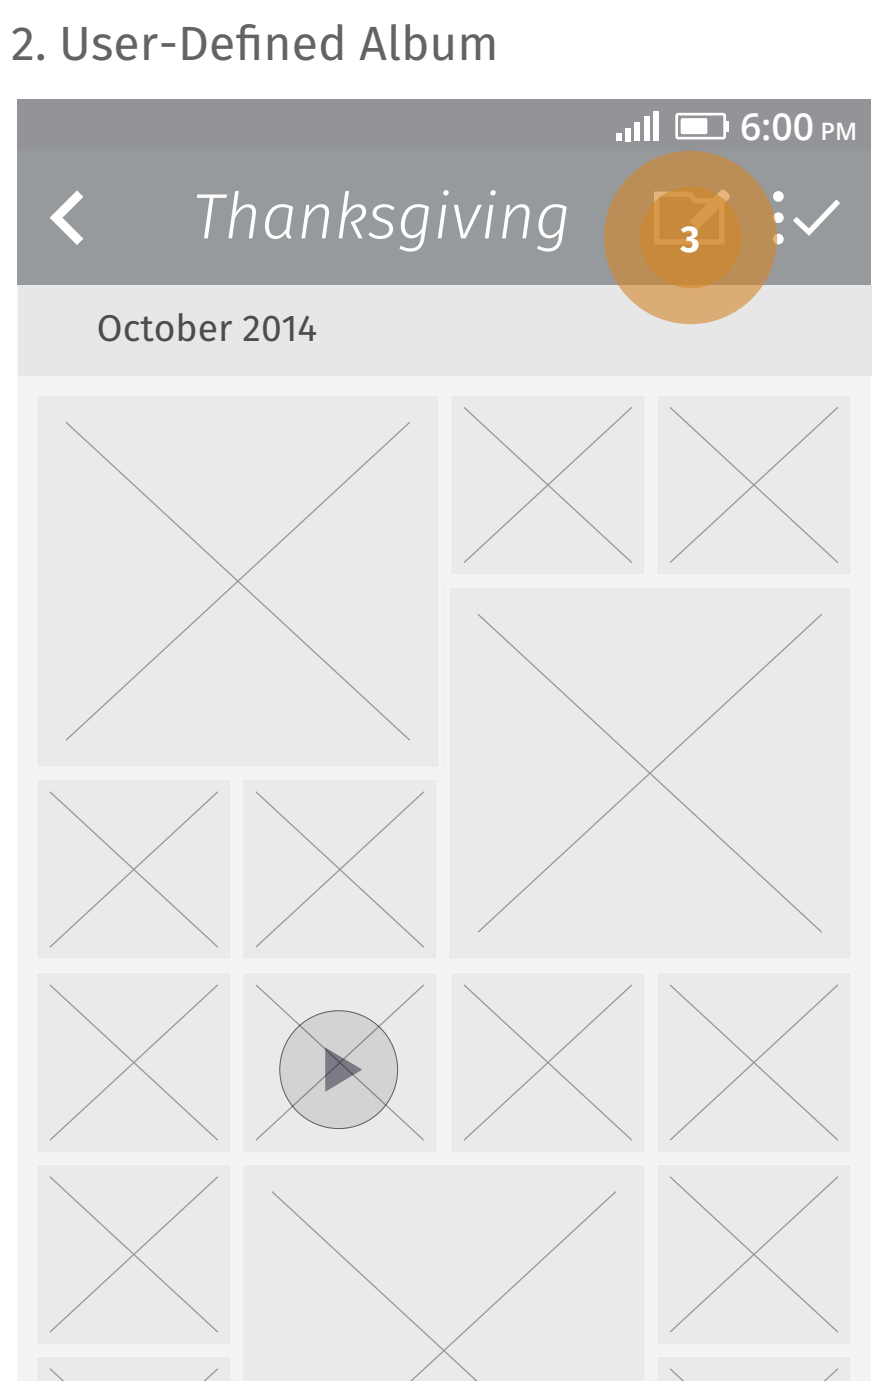 2. User-Defined Album
6:00 PM
Thanksgiving
3
October 2014